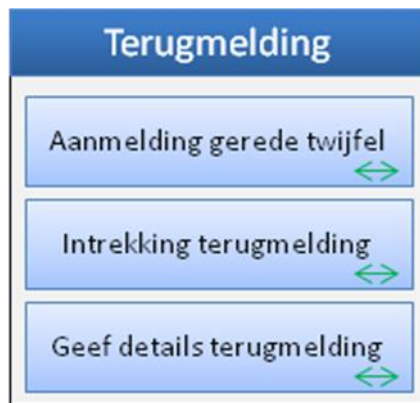 Terugmelding
Aanmelding gerede twijfel
Intrekking terugmelding
Geef details terugmelding